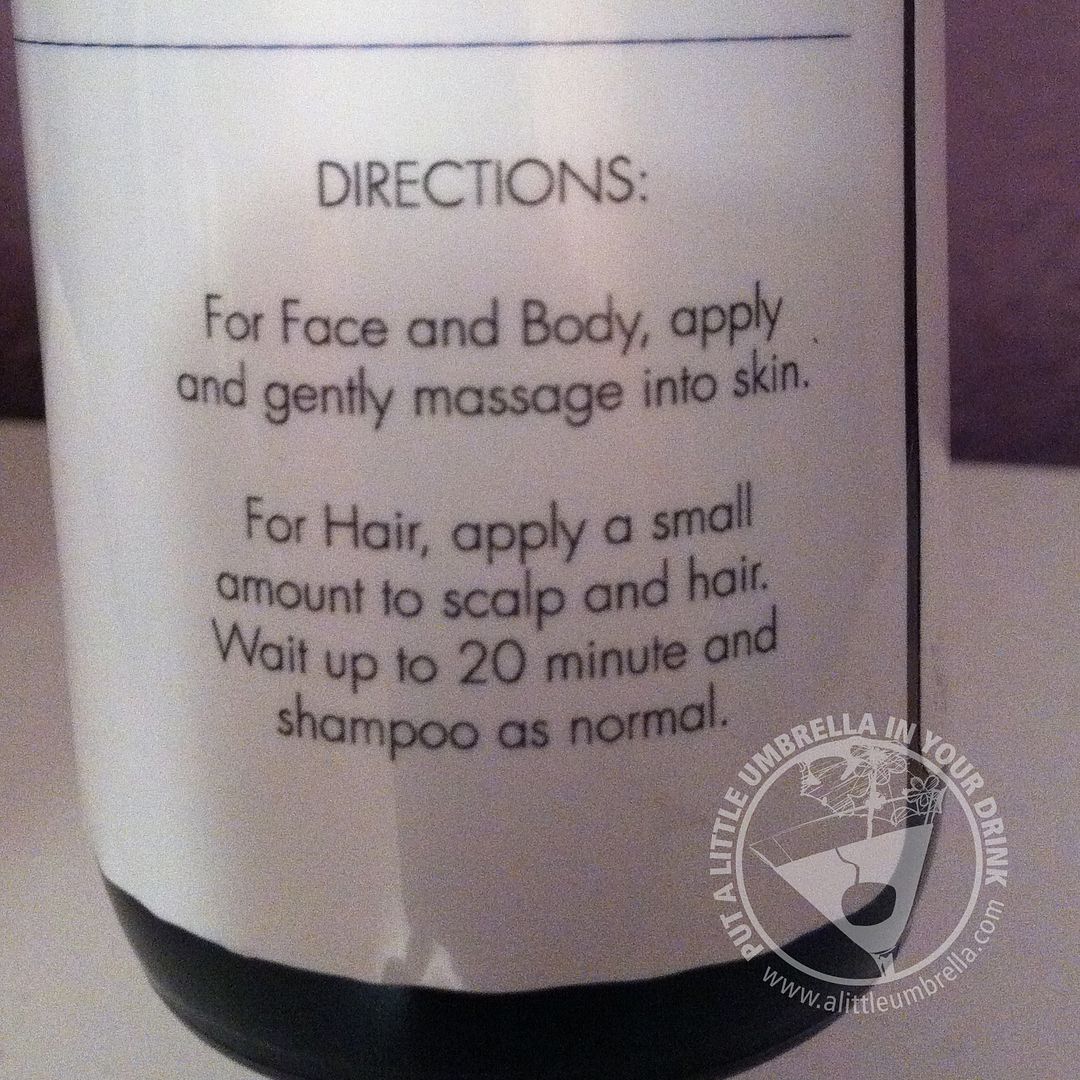 DIRECTIONS:
For Face and Body, apply
and gently massage into skin.
For Hair, apply a small
amount to scalp and hair.
Wait up to 20 minute and
shampoo as normal.
PUT A LITTLE UMBRELLA IN YOUR DRINK
www.alittleumbrella.com